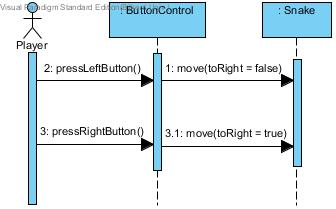 Visual Paradigm Standard Edition
: ButtonControl
: Snake
Player
2: pressLeftButton()
1: move(toRight = false)
3: pressRightButton()
3.1: move(toRight = true)